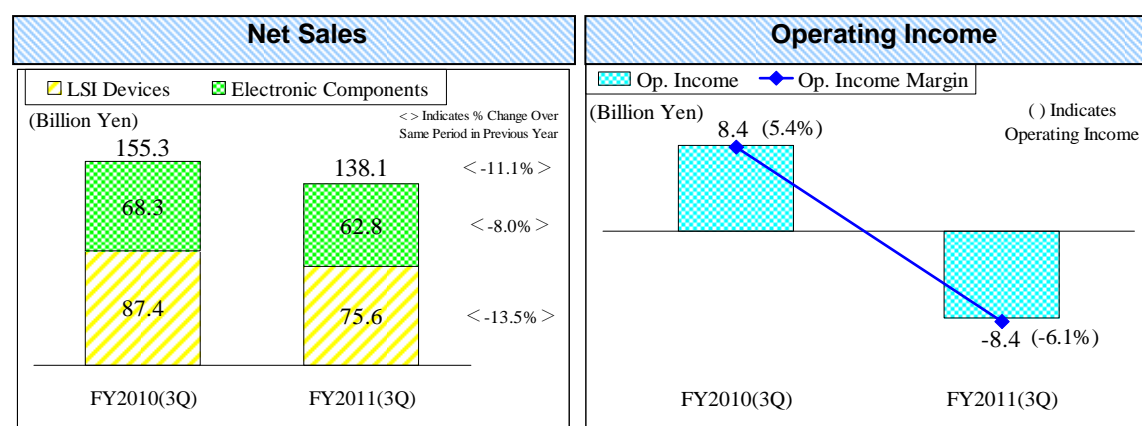 Net Sales
LSI Devices Electronic Components
(Billion Yen)
< > Indicates % Change Over
Same Period in Previous Year
155.3
138.1
< -11.1% >
68.3
62.8
< -8.0% >
87.4
75.6
< -13.5% >
FY2010(3Q) FY2011(3Q)
Operating Income
Op. Income Op. Income Margin
(Billion Yen)
( ) Indicates
Operating Income
8.4 (5.4%)
-8.4 (-6.1%)
FY2010(3Q) FY2011(3Q)